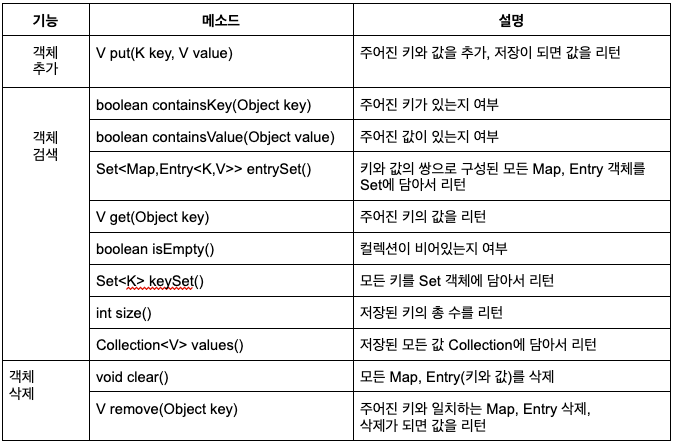 기능 메소드 설명
객체
추가
V put(K key, V value)
주어진 키와 값을 추가, 저장이 되면 값을 리턴
객체
검색
boolean containsKey(Object key)
주어진 키가 있는지 여부
boolean containsValue(Object value)
주어진 값이 있는지 여부
Set<Map,Entry<K,V>> entrySet()
키와 값의 쌍으로 구성된 모든 Map, Entry 객체를
Set에 담아서 리턴
V get(Object key)
주어진 키의 값을 리턴
boolean isEmpty()
컬렉션이 비어있는지 여부
Set<K> keySet()
모든 키를 Set 객체에 담아서 리턴
int size()
저장된 키의 총 수를 리턴
Collection<V> values()
저장된 모든 값 Collection에 담아서 리턴
객체
삭제
void clear()
모든 Map, Entry(키와 값)를 삭제
V remove(Object key)
주어진 키와 일치하는 Map, Entry 삭제,
삭제가 되면 값을 리턴